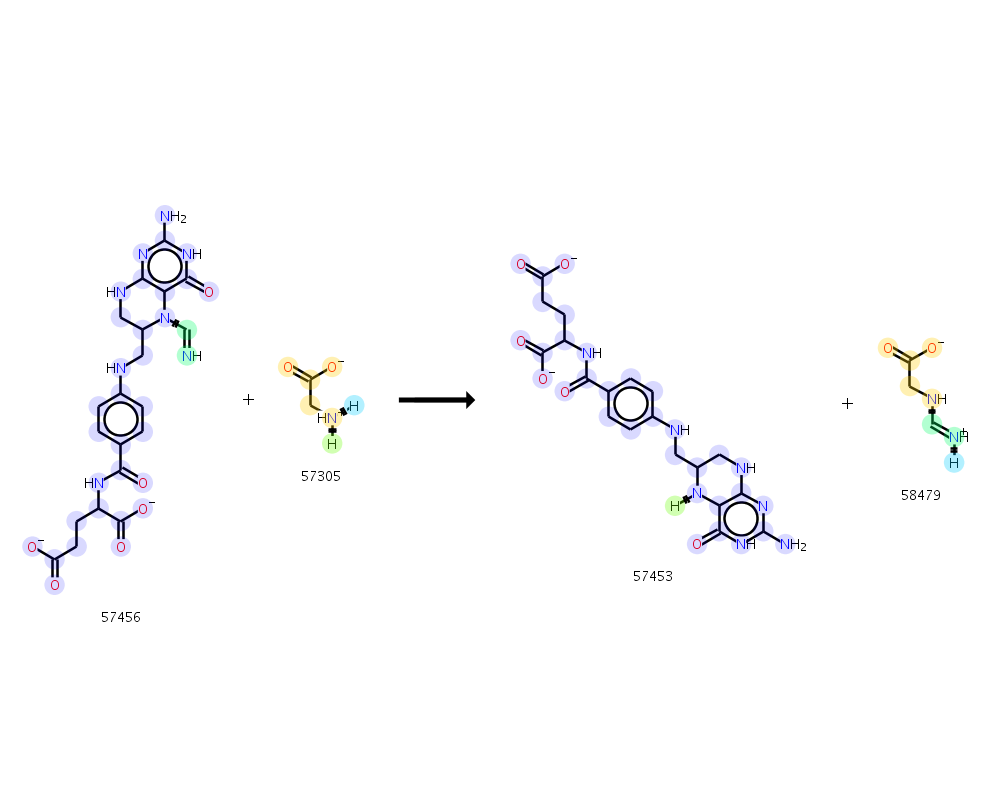 NH2
N NH
HN O
N
NH
HN
O
HN
O−
O− O
O
57456
+
O O−
H
HN+
H
57305
O O−
O NH
O−
O
NH
NH
H N N
O NH NH2
57453
+
O O−
NH
NH+
H
58479